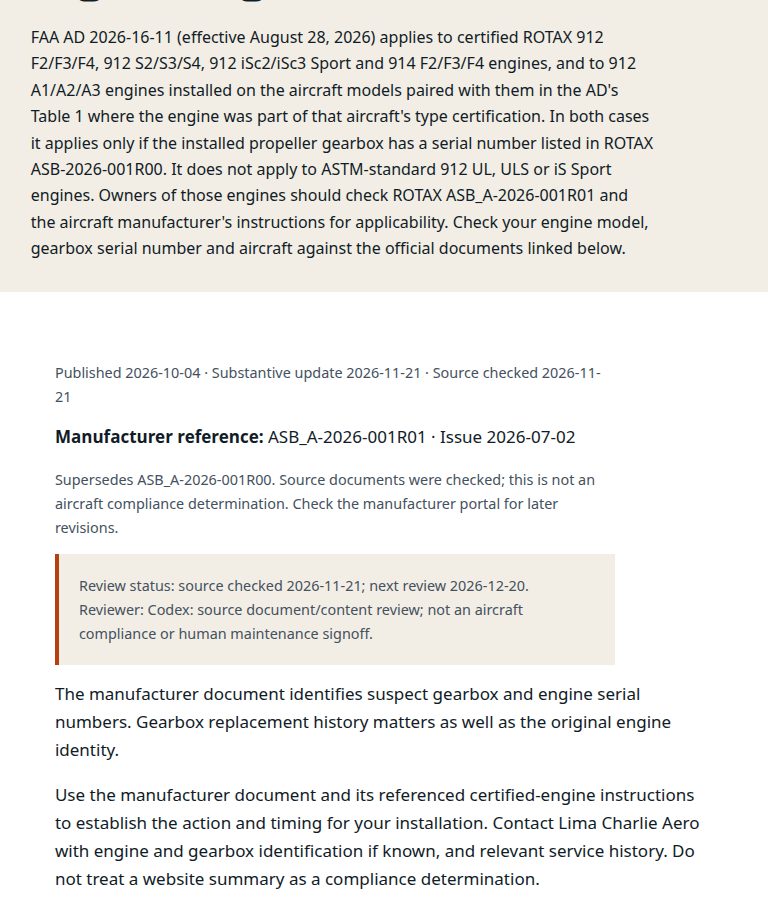 FAA AD 2026-16-11 (effective August 28, 2026) applies to certified ROTAX 912
F2/F3/F4, 912 S2/S3/S4, 912 iSc2/iSc3 Sport and 914 F2/F3/F4 engines, and to 912
A1/A2/A3 engines installed on the aircraft models paired with them in the AD's
Table 1 where the engine was part of that aircraft's type certification. In both cases
it applies only if the installed propeller gearbox has a serial number listed in ROTAX
ASB-2026-001R00. It does not apply to ASTM-standard 912 UL, ULS or iS Sport
engines. Owners of those engines should check ROTAX ASB_A-2026-001R01 and
the aircraft manufacturer's instructions for applicability. Check your engine model,
gearbox serial number and aircraft against the official documents linked below.
Published 2026-10-04 · Substantive update 2026-11-21 · Source checked 2026-11-
21
Manufacturer reference: ASB_A-2026-001R01 · Issue 2026-07-02
Supersedes ASB_A-2026-001R00. Source documents were checked; this is not an
aircraft compliance determination. Check the manufacturer portal for later
revisions.
Review status: source checked 2026-11-21; next review 2026-12-20.
Reviewer: Codex: source document/content review; not an aircraft
compliance or human maintenance signoff.
The manufacturer document identifies suspect gearbox and engine serial
numbers. Gearbox replacement history matters as well as the original engine
identity.
Use the manufacturer document and its referenced certified-engine instructions
to establish the action and timing for your installation. Contact Lima Charlie Aero
with engine and gearbox identification if known, and relevant service history. Do
not treat a website summary as a compliance determination.